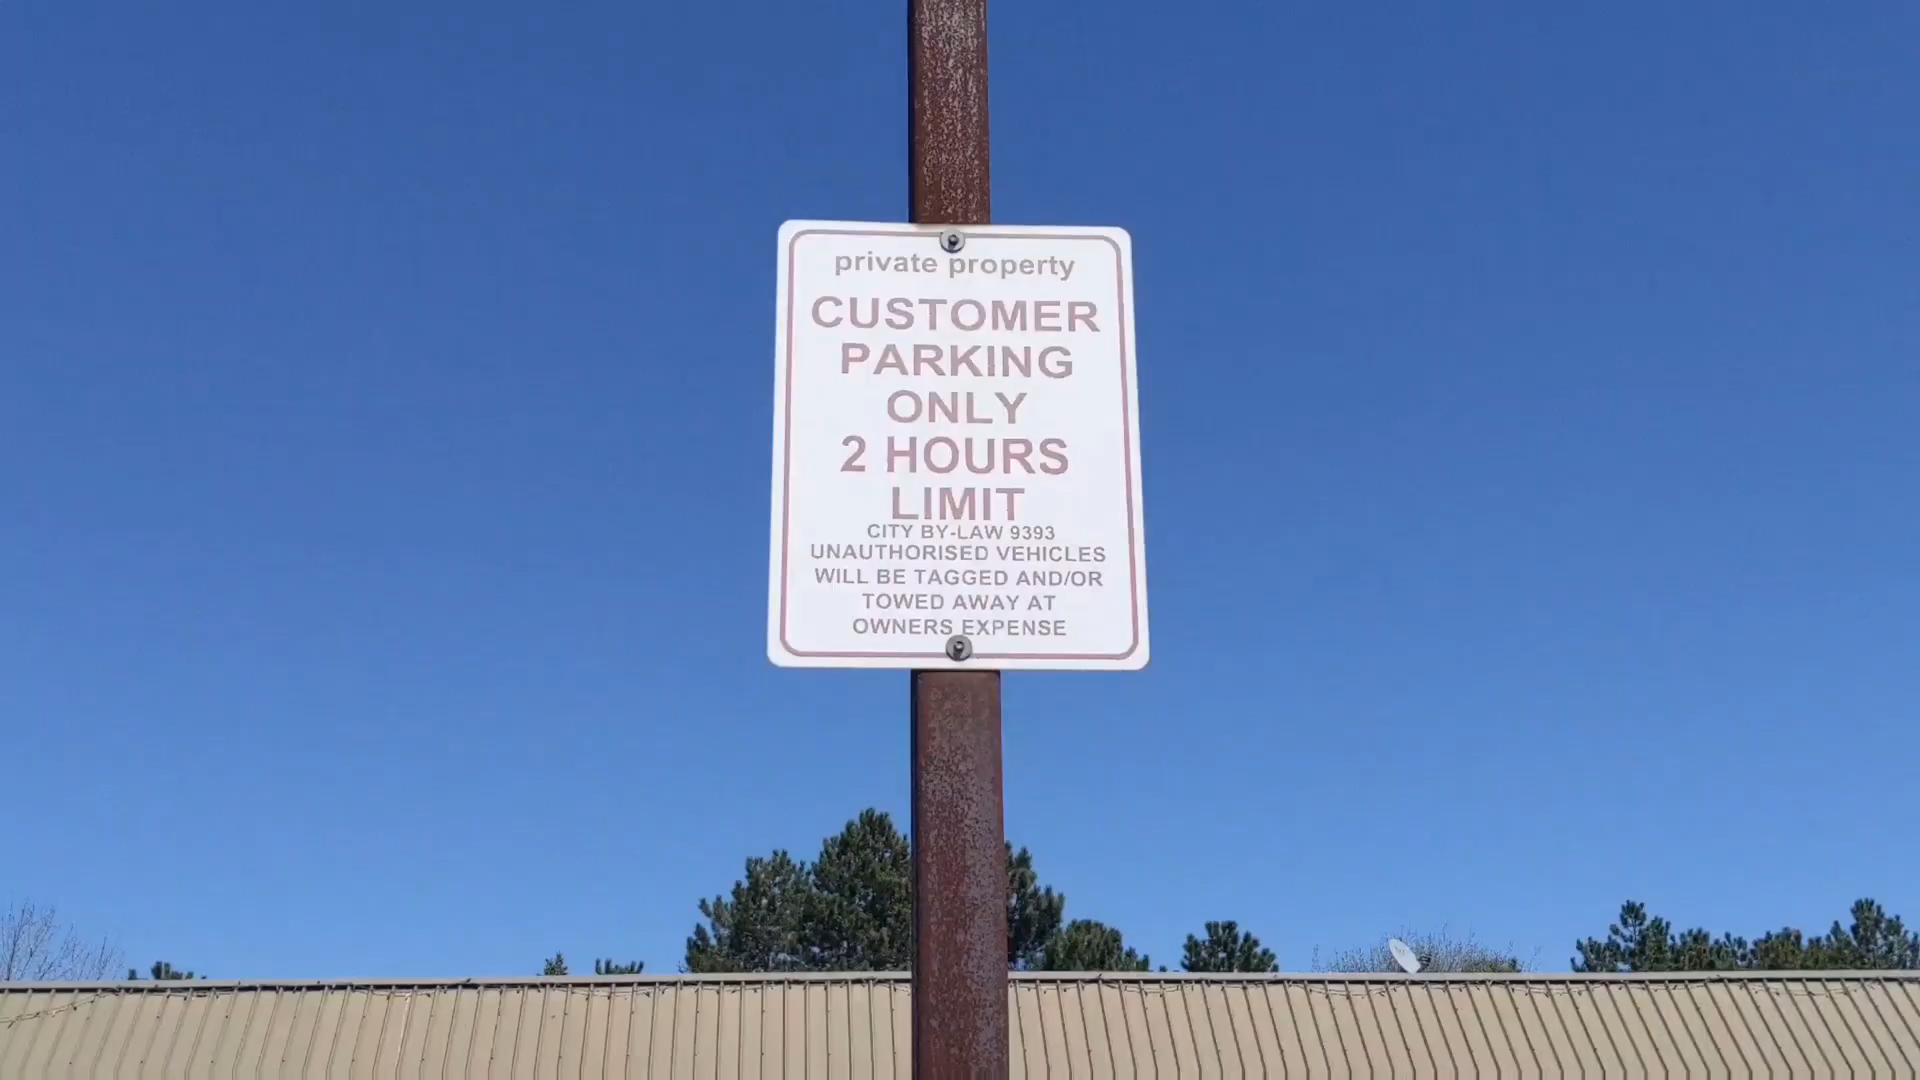 private property
CUSTOMER
PARKING
ONLY
2 HOURS
LIMIT
CITY BY-LAW 9393
UNAUTHORISED VEHICLES
WILL BE TAGGED AND/OR
TOWED AWAY AT
OWNERS EXPENSE